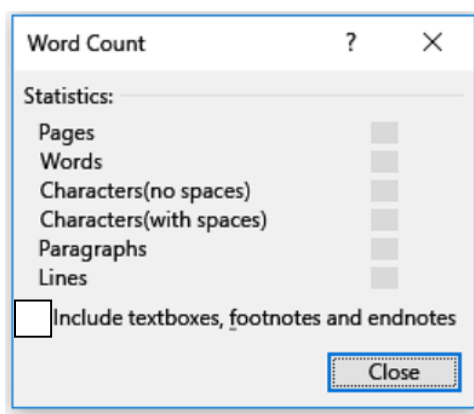 Word Count ?
Statistics:
Pages
Words
Characters(no spaces)
Characters(with spaces)
Paragraphs
Lines
Include textboxes, footnotes and endnotes
Close